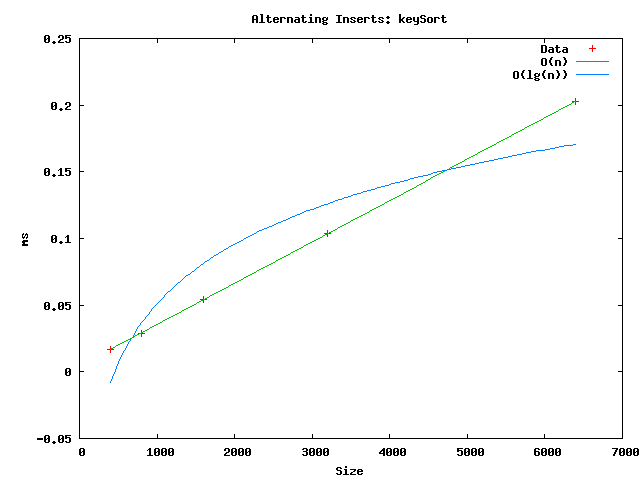 Alternating Inserts: keySort
Data
O(n)
O(lg(n))
0.25
0.2
0.15
0.1
0.05
0
-0.05
ms
0 1000 2000 3000 4000 5000 6000 7000
Size